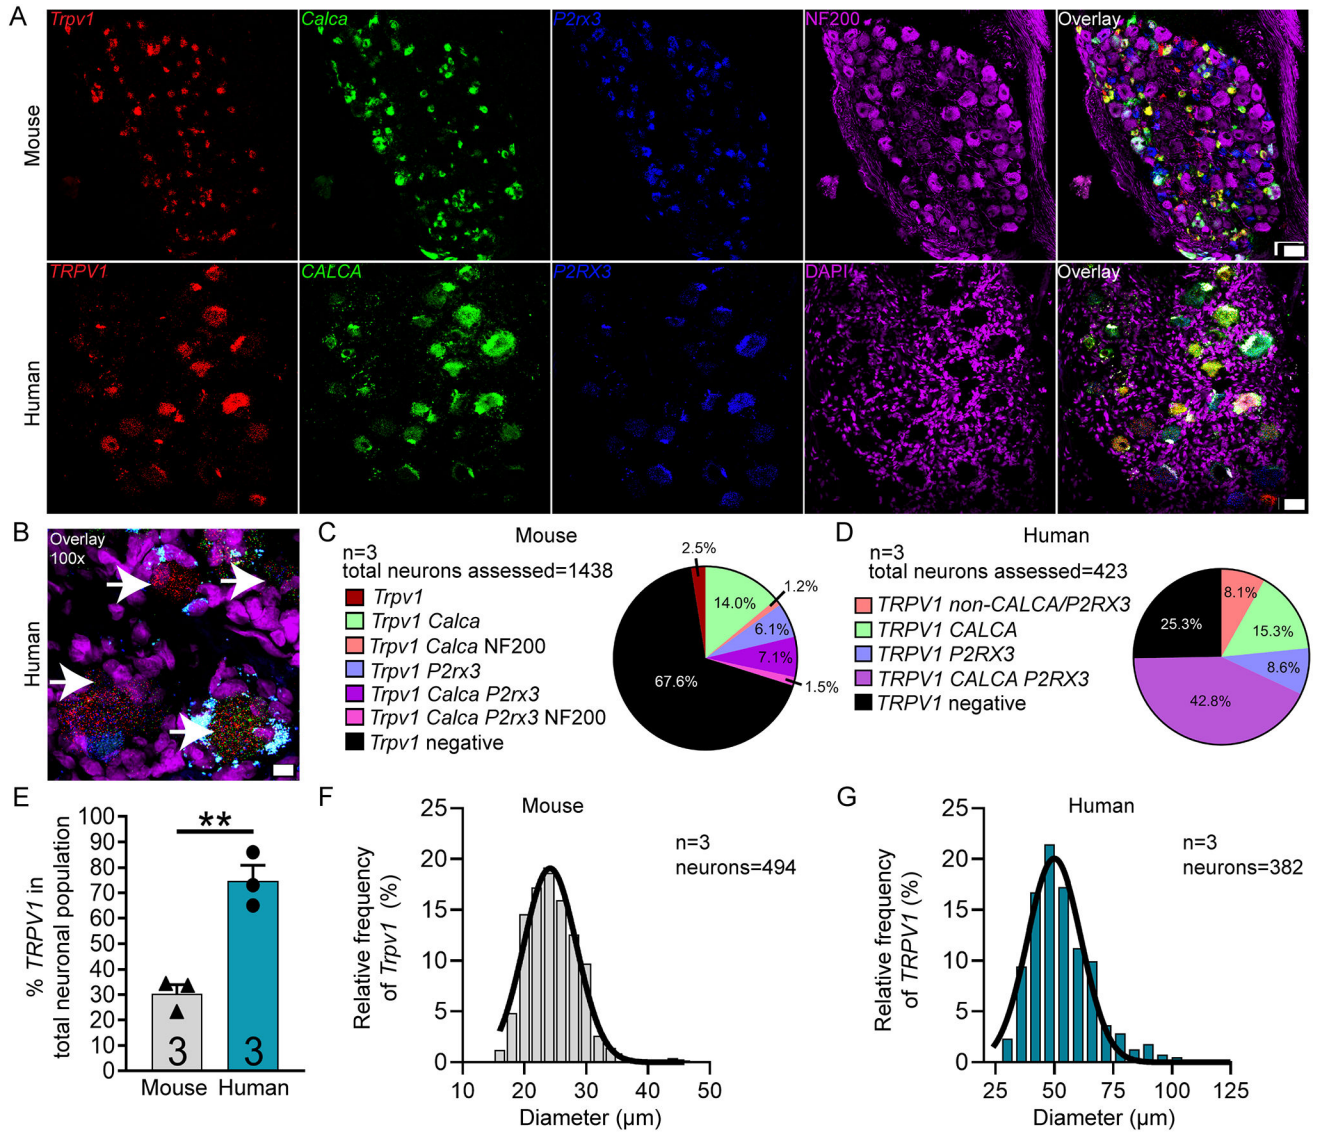 A
Trpv1
Calca
P2rx3
NF200
Overlay
Mouse
TRPV1
CALCA
P2RX3
DAPI
Overlay
Human
B
Overlay
100x
Human
C
Mouse
n=3
total neurons assessed=1438
Trpv1
Trpv1 Calca
Trpv1 Calca NF200
Trpv1 P2rx3
Trpv1 Calca P2rx3
Trpv1 Calca P2rx3 NF200
Trpv1 negative
2.5%
14.0%
1.2%
6.1%
7.1%
1.5%
67.6%
D
Human
n=3
total neurons assessed=423
TRPV1 non-CALCA/P2RX3
TRPV1 CALCA
TRPV1 P2RX3
TRPV1 CALCA P2RX3
TRPV1 negative
8.1%
15.3%
8.6%
42.8%
25.3%
E
% TRPV1 in
total neuronal population
100
90
80
70
60
50
40
30
20
10
0
**
3
3
Mouse
Human
F
Mouse
n=3
neurons=494
Relative frequency
of Trpv1 (%)
25
20
15
10
5
0
10
20
30
40
50
Diameter (µm)
G
Human
n=3
neurons=382
Relative frequency
of TRPV1 (%)
25
20
15
10
5
0
25
50
75
100
125
Diameter (µm)